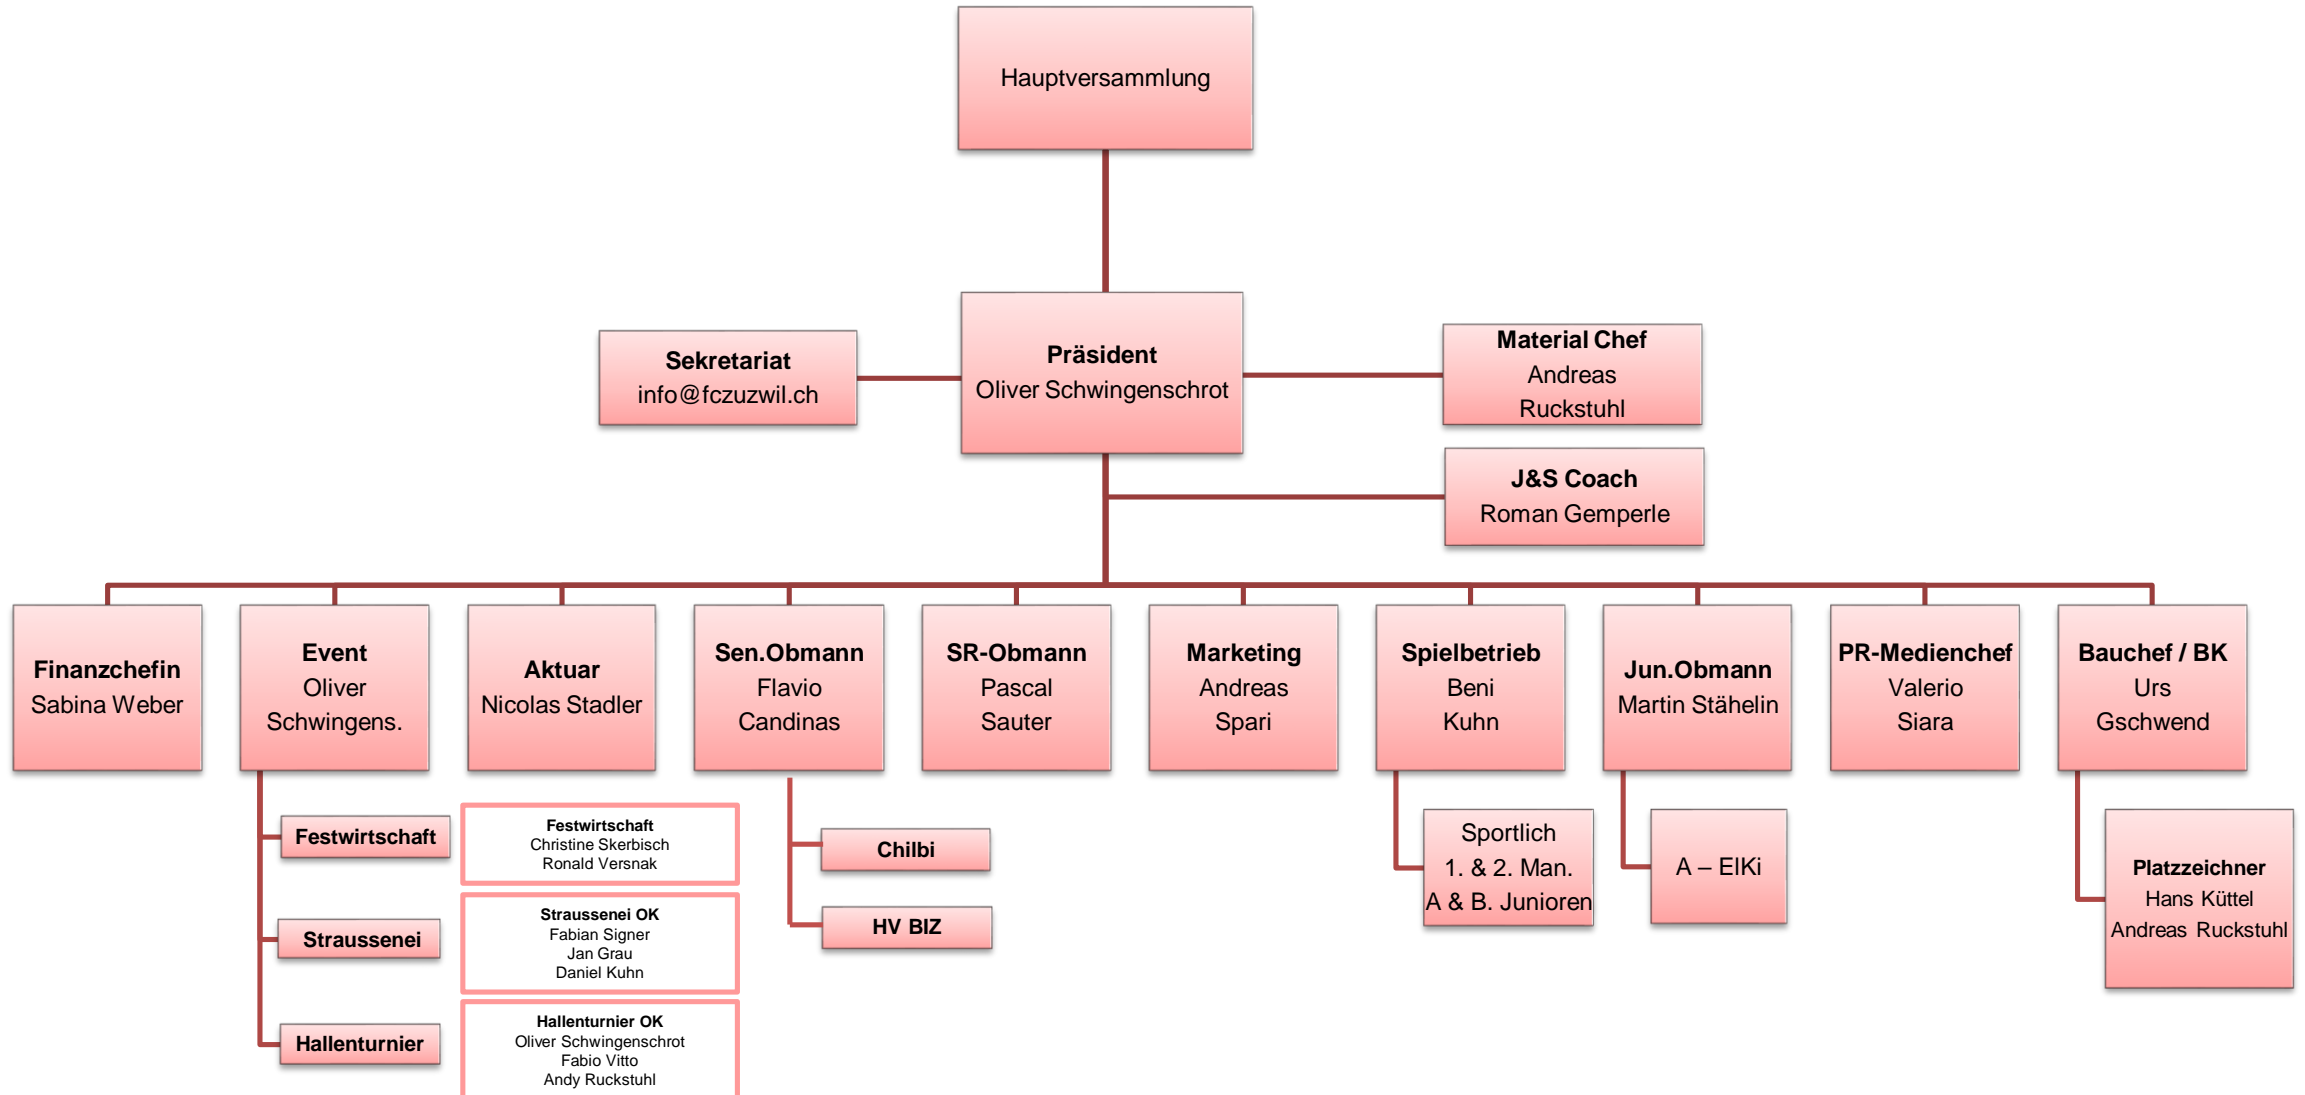 Hauptversammlung
Sekretariat
info@fczuzwil.ch
Präsident
Oliver Schwingenschrot
Material Chef
Andreas
Ruckstuhl
J&S Coach
Roman Gemperle
Finanzchefin
Sabina Weber
Event
Oliver
Schwingens.
Aktuar
Nicolas Stadler
Sen.Obmann
Flavio
Candinas
SR-Obmann
Pascal
Sauter
Marketing
Andreas
Spari
Spielbetrieb
Beni
Kuhn
Jun.Obmann
Martin Stähelin
PR-Medienchef
Valerio
Siara
Bauchef / BK
Urs
Gschwend
Festwirtschaft
Festwirtschaft
Christine Skerbisch
Ronald Versnak
Straussenei
Straussenei OK
Fabian Signer
Jan Grau
Daniel Kuhn
Hallenturnier
Hallenturnier OK
Oliver Schwingenschrot
Fabio Vitto
Andy Ruckstuhl
Chilbi
HV BIZ
Sportlich
1. & 2. Man.
A & B. Junioren
A – ElKi
Platzzeichner
Hans Küttel
Andreas Ruckstuhl